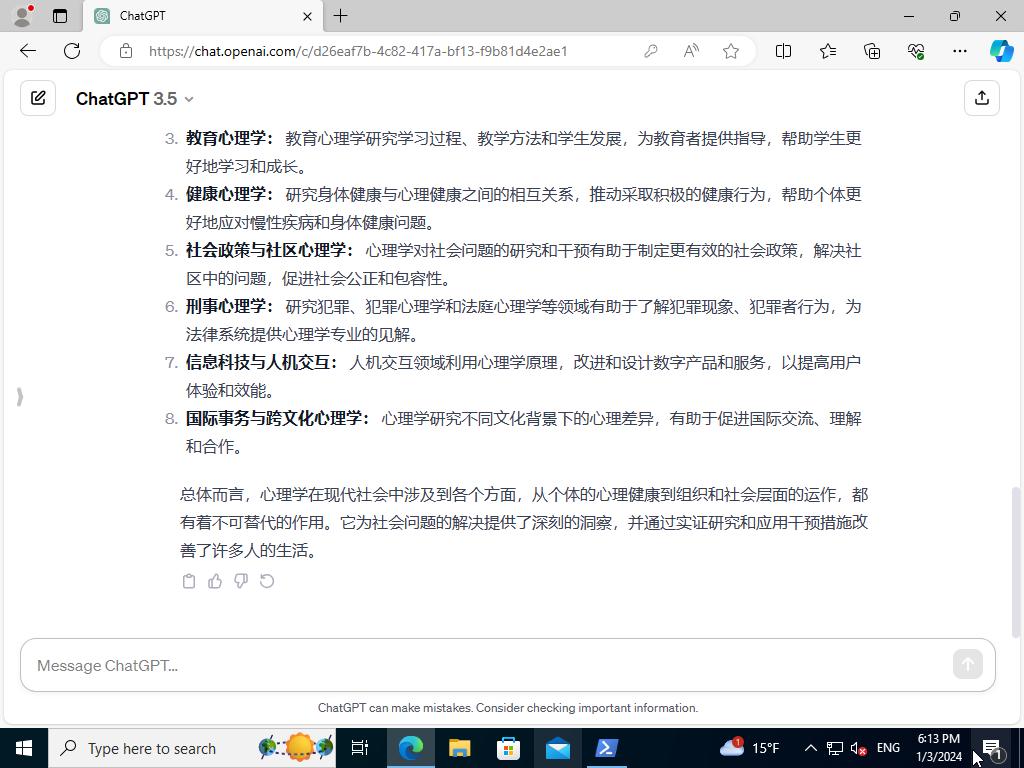 ChatGPT
https://chat.openai.com/c/d26eaf7b-4c82-417a-bf13-f9b81d4e2ae1
ChatGPT 3.5
3. 教育心理学： 教育心理学研究学习过程、教学方法和学生发展，为教育者提供指导，帮助学生更
好地学习和成长。
4. 健康心理学： 研究身体健康与心理健康之间的相互关系，推动采取积极的健康行为，帮助个体更
好地应对慢性疾病和身体健康问题。
5. 社会政策与社区心理学： 心理学对社会问题的研究和干预有助于制定更有效的社会政策，解决社
区中的问题，促进社会公正和包容性。
6. 刑事心理学： 研究犯罪、犯罪心理学和法庭心理学等领域有助于了解犯罪现象、犯罪者行为，为
法律系统提供心理学专业的见解。
7. 信息科技与人机交互： 人机交互领域利用心理学原理，改进和设计数字产品和服务，以提高用户
体验和效能。
8. 国际事务与跨文化心理学： 心理学研究不同文化背景下的心理差异，有助于促进国际交流、理解
和合作。
总体而言，心理学在现代社会中涉及到各个方面，从个体的心理健康到组织和社会层面的运作，都
有着不可替代的作用。它为社会问题的解决提供了深刻的洞察，并通过实证研究和应用干预措施改
善了许多人的生活。
Message ChatGPT...
ChatGPT can make mistakes. Consider checking important information.
Type here to search
1
15°F
ENG
6:13 PM
1/3/2024
1